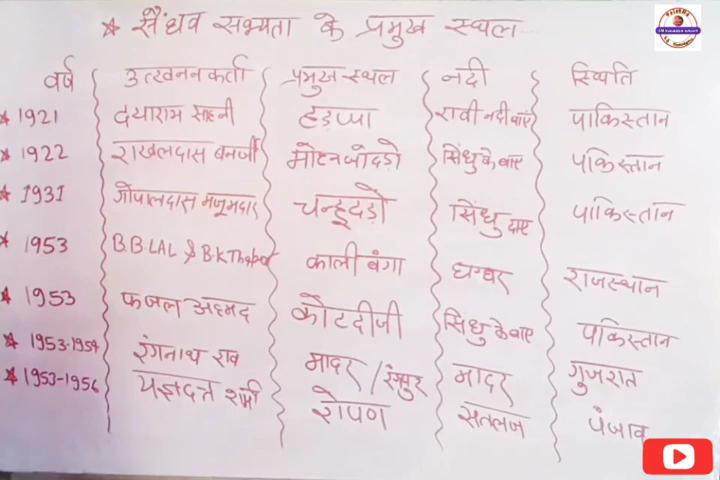 ★ सैंधव सभ्यता के प्रमुख स्थल
वर्ष उत्खननकर्ता प्रमुख स्थल नदी स्थिति
★ 1921 दयाराम साहनी हड़प्पा रावी नदी बाएं पाकिस्तान
★ 1922 राखलदास बनर्जी मोहनजोदड़ो सिंधु के बाए पकिस्तान
★ 1931 गोपालदास मजूमदार चन्हूदड़ो सिंधु दाए पाकिस्तान
★ 1953 B.B.LAL & B.K काली बंगा घग्घर राजस्थान
★ 1953 फजल अहमद कोटदीजी सिंधु के बाए पकिस्तान
★ 1953-1954 रंगनाथ राव मादर / रंगपुर मादर गुजरात
★ 1953-1956 यज्ञदत्त शर्मा रोपण सतलज पंजाब